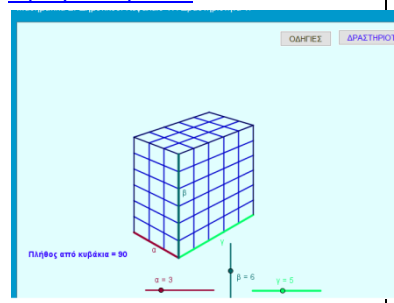 ΟΔΗΓΙΕΣ
ΔΡΑΣΤΗΡΙΟΤ
β
γ
α
Πλήθος από κυβάκια = 90
β = 6
α = 3
γ = 5